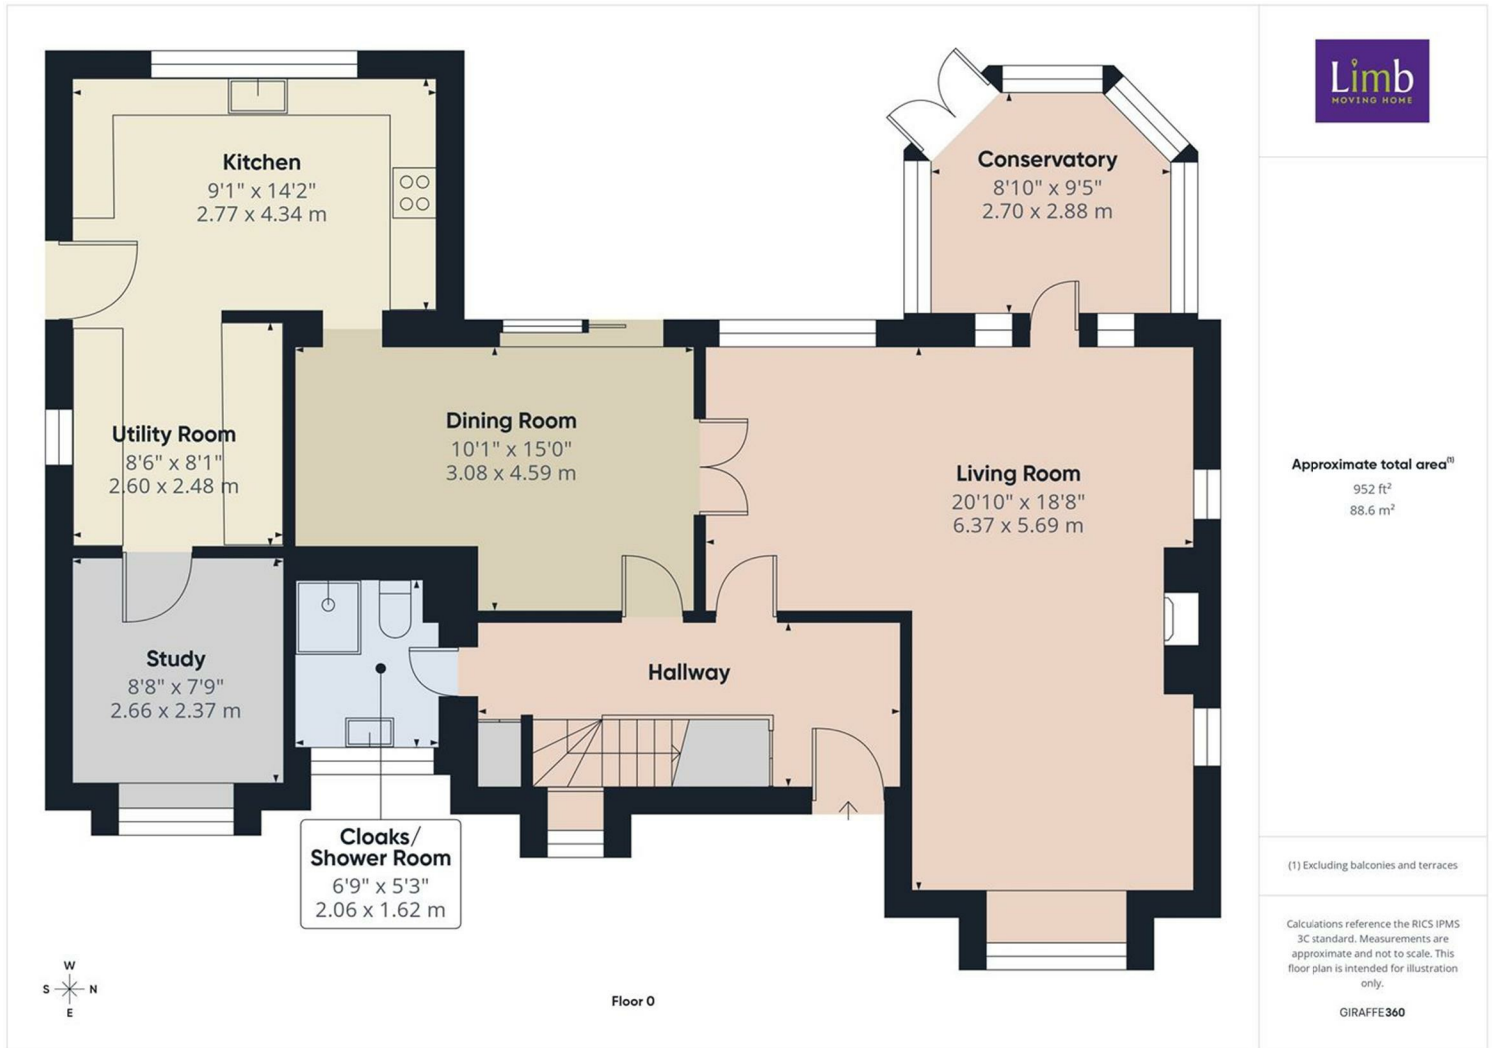 Limb
MOVING HOME
Kitchen
9'1" x 14'2"
2.77 x 4.34 m
Conservatory
8'10" x 9'5"
2.70 x 2.88 m
Utility Room
8'6" x 8'1"
2.60 x 2.48 m
Dining Room
10'1" x 15'0"
3.08 x 4.59 m
Living Room
20'10" x 18'8"
6.37 x 5.69 m
Study
8'8" x 7'9"
2.66 x 2.37 m
Hallway
Cloaks/
Shower Room
6'9" x 5'3"
2.06 x 1.62 m
W
S N
E
Floor 0
Approximate total area(1)
952 ft²
88.6 m²
(1) Excluding balconies and terraces
Calculations reference the RICS IPMS
3C standard. Measurements are
approximate and not to scale. This
floor plan is intended for illustration
only.
GIRAFFE360